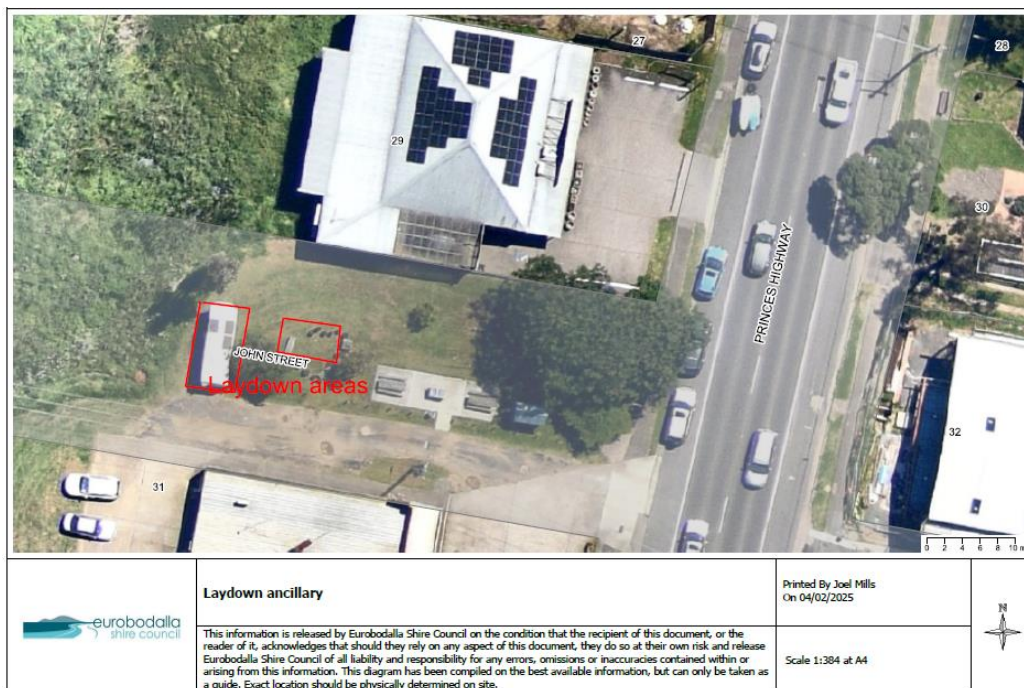 27
28
29
30
PRINCES HIGHWAY
JOHN STREET
Laydown areas
32
31
0 2 4 6 8 10 m
eurobodalla
shire council
Laydown ancillary
This information is released by Eurobodalla Shire Council on the condition that the recipient of this document, or the
reader of it, acknowledges that should they rely on any aspect of this document, they do so at their own risk and release
Eurobodalla Shire Council of all liability and responsibility for any errors, omissions or inaccuracies contained within or
arising from this information. This diagram has been compiled on the best available information, but can only be taken as
a guide. Exact location should be physically determined on site.
Printed By Joel Mills
On 04/02/2025
Scale 1:384 at A4
N